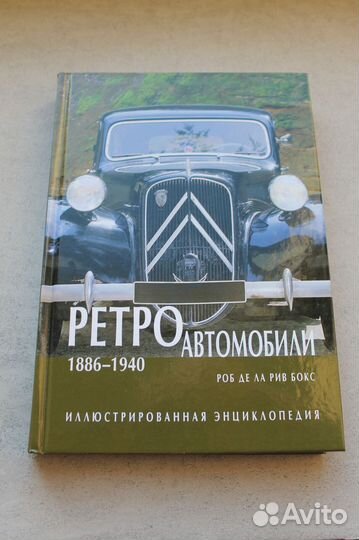 РЕТРО АВТОМОБИЛИ
1886–1940
РОБ ДЕ ЛА РИВ БОКС
ИЛЛЮСТРИРОВАННАЯ ЭНЦИКЛОПЕДИЯ
Avito